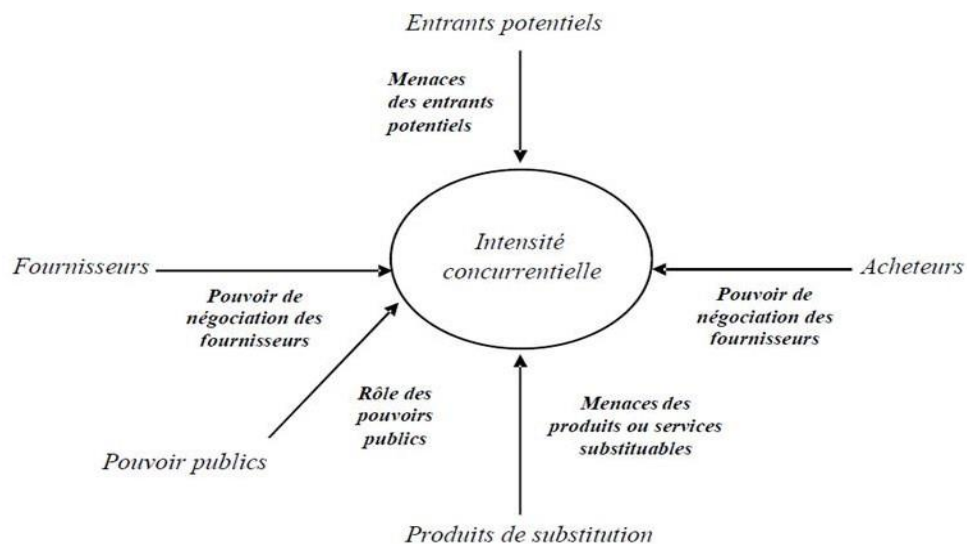 Entrants potentiels
Menaces
des entrants
potentiels
Intensité
concurrentielle
Fournisseurs
Acheteurs
Pouvoir de
négociation des
fournisseurs
Pouvoir de
négociation des
fournisseurs
Rôle des
pouvoirs
publics
Menaces des
produits ou services
substituables
Pouvoir publics
Produits de substitution